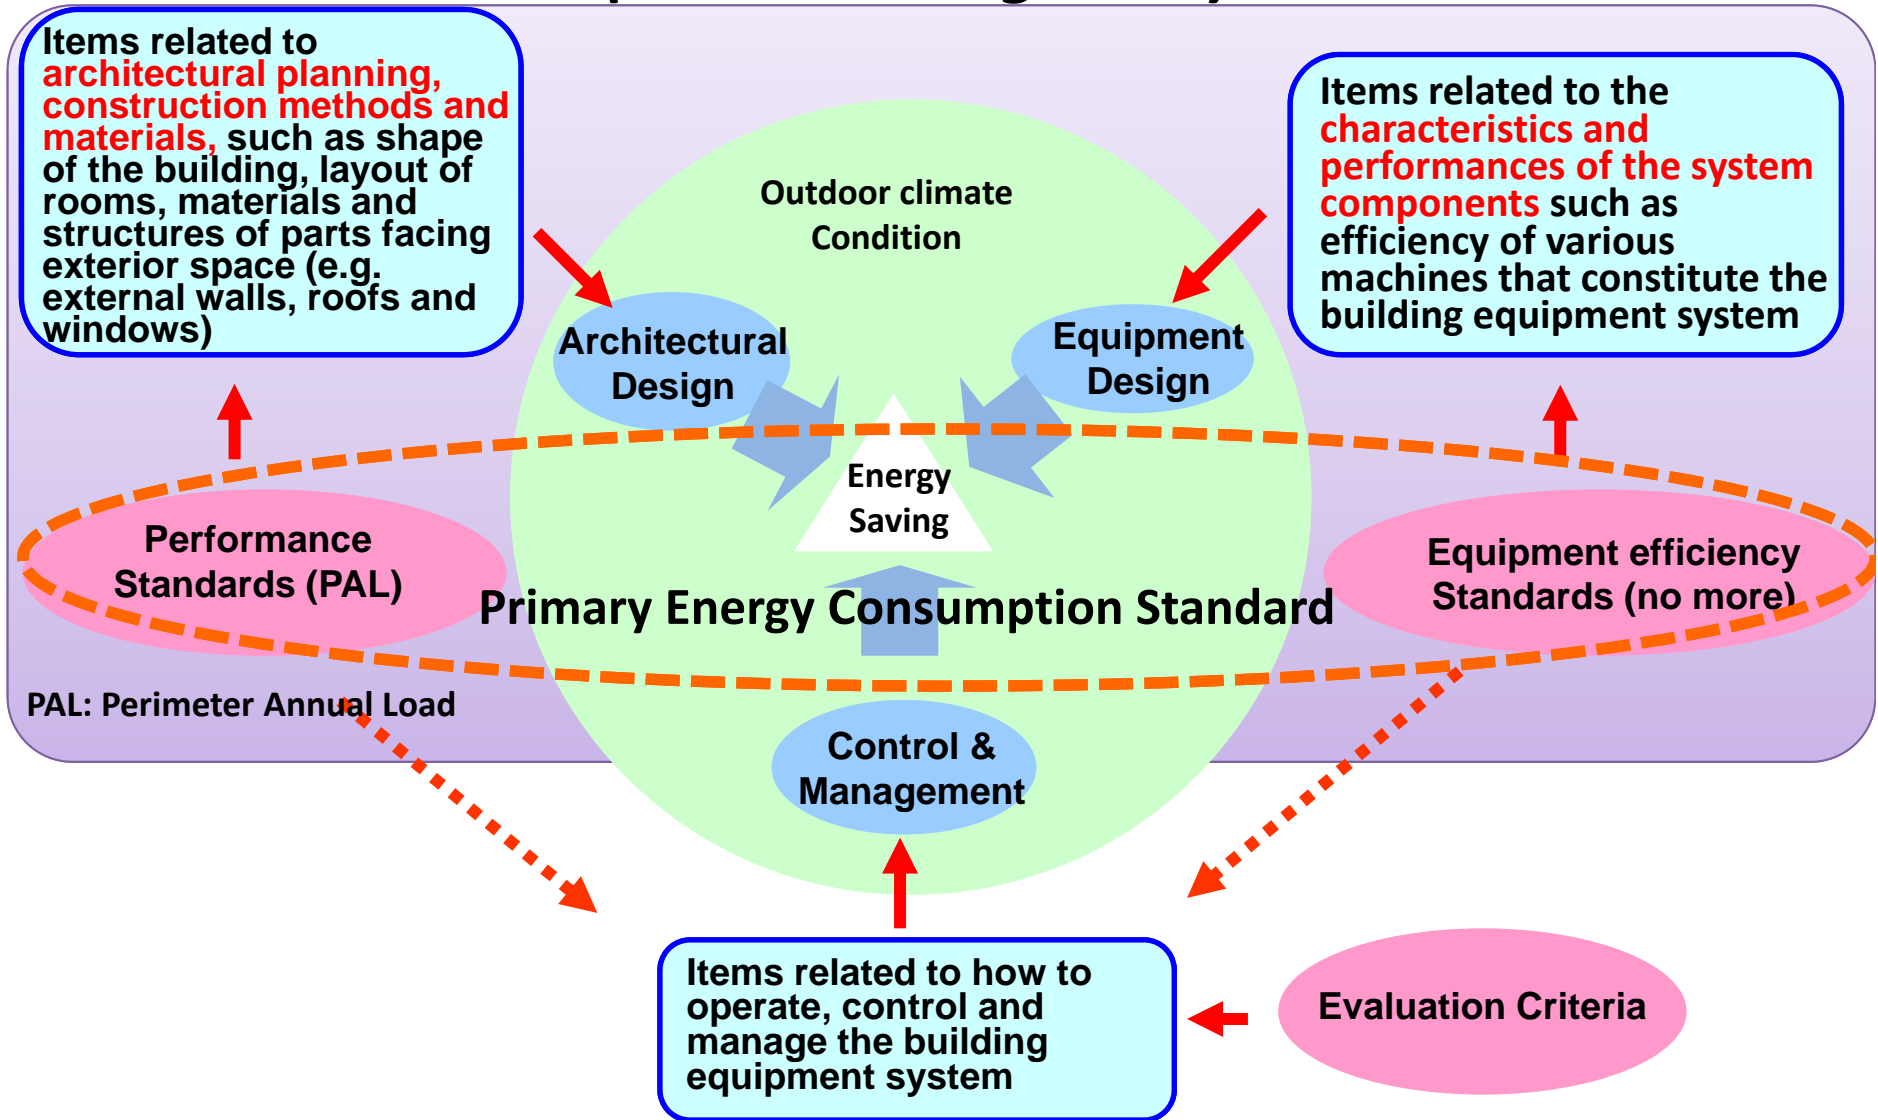 Items related to
architectural planning,
construction methods and
materials, such as shape
of the building, layout of
rooms, materials and
structures of parts facing
exterior space (e.g.
external walls, roofs and
windows)
Items related to the
characteristics and
performances of the system
components such as
efficiency of various
machines that constitute the
building equipment system
Outdoor climate
Condition
Architectural
Design
Equipment
Design
Energy
Saving
Performance
Standards (PAL)
Equipment efficiency
Standards (no more)
Primary Energy Consumption Standard
PAL: Perimeter Annual Load
Control &
Management
Items related to how to
operate, control and
manage the building
equipment system
Evaluation Criteria